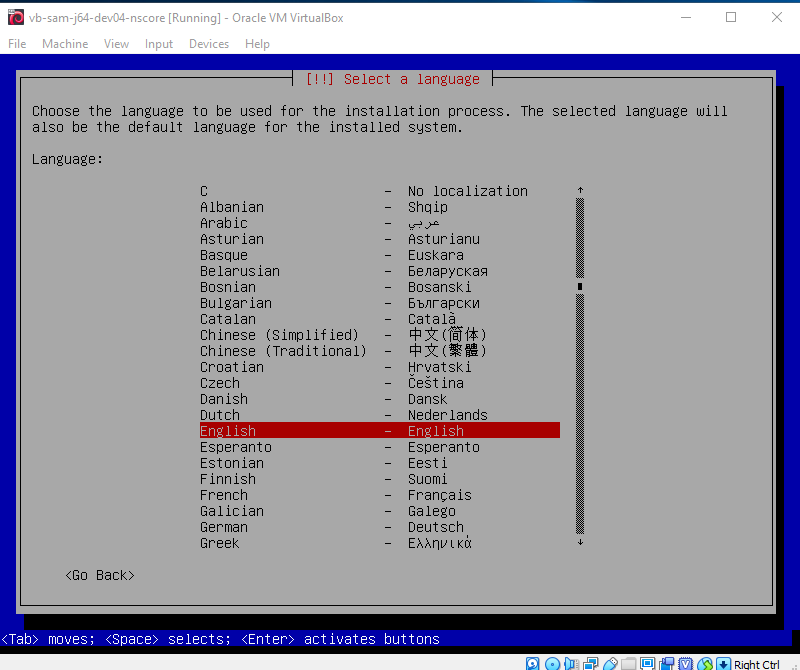 vb-sam-j64-dev04-nscore [Running] - Oracle VM VirtualBox
File Machine View Input Devices Help
[!!] Select a language
Choose the language to be used for the installation process. The selected language will
also be the default language for the installed system.
Language:
C - No localization ↑
Albanian - Shqip
Arabic - عربي
Asturian - Asturianu
Basque - Euskara
Belarusian - Беларуская
Bosnian - Bosanski
Bulgarian - Български
Catalan - Català
Chinese (Simplified) - 中文(简体)
Chinese (Traditional) - 中文(繁體)
Croatian - Hrvatski
Czech - Čeština
Danish - Dansk
Dutch - Nederlands
English - English
Esperanto - Esperanto
Estonian - Eesti
Finnish - Suomi
French - Français
Galician - Galego
German - Deutsch
Greek - Ελληνικά ↓
<Go Back>
<Tab> moves; <Space> selects; <Enter> activates buttons
Right Ctrl